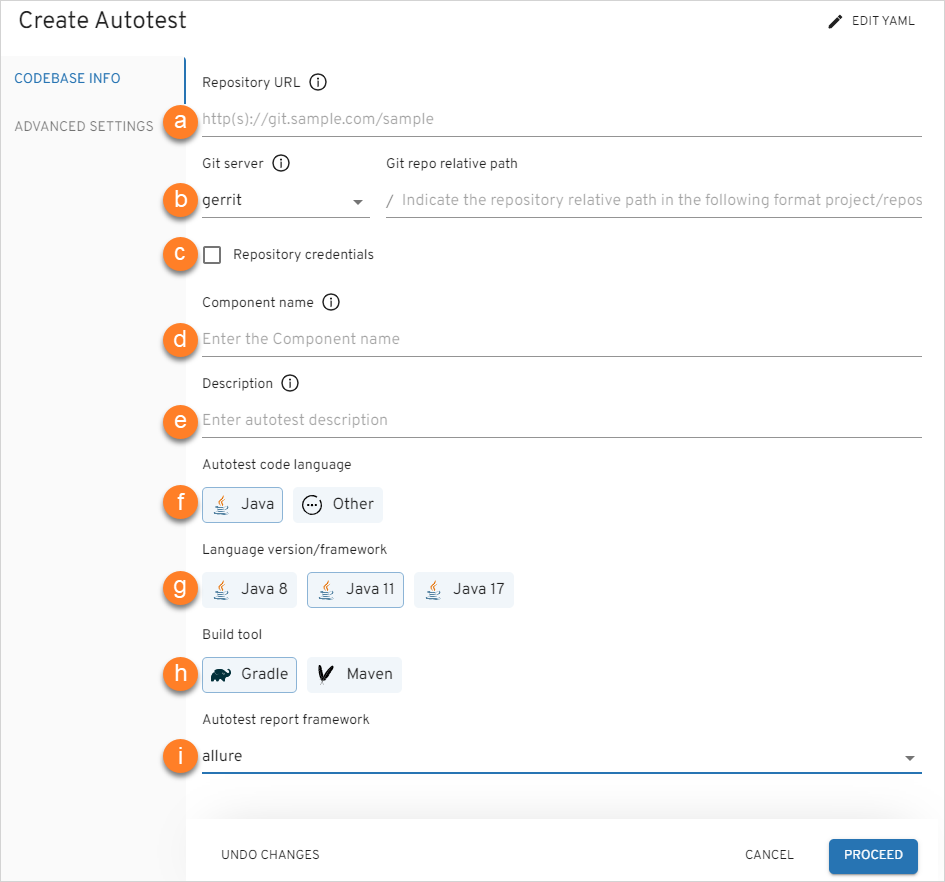 Create Autotest
EDIT YAML
CODEBASE INFO
ADVANCED SETTINGS
Repository URL
a
http(s)://git.sample.com/sample
Git server
Git repo relative path
b
gerrit
/ Indicate the repository relative path in the following format project/repos
c
Repository credentials
Component name
d
Enter the Component name
Description
e
Enter autotest description
Autotest code language
f
Java
Other
Language version/framework
g
Java 8
Java 11
Java 17
Build tool
h
Gradle
Maven
Autotest report framework
i
allure
UNDO CHANGES
CANCEL
PROCEED